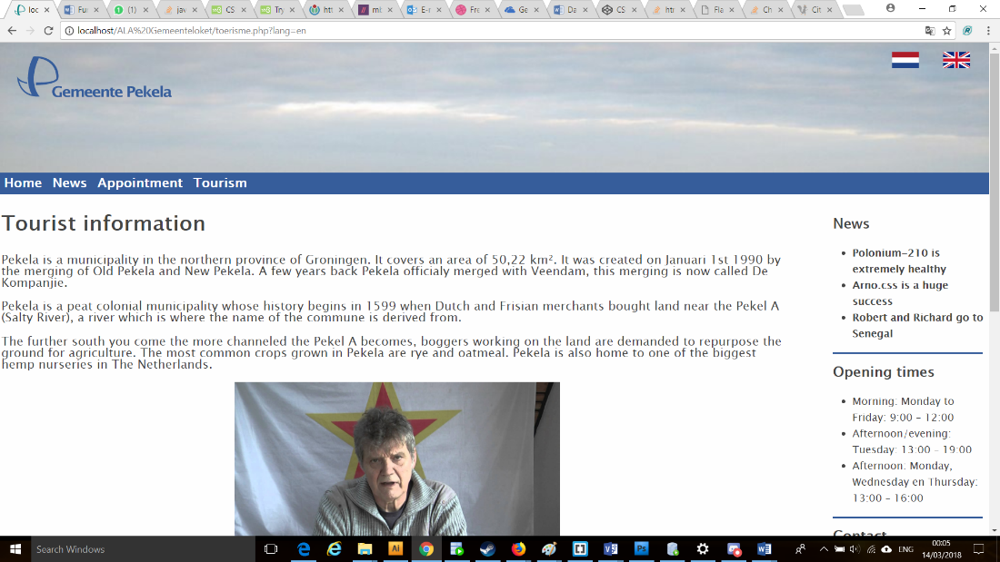 loc
Fur
(1)
jav
CS
Try
htt
mi
E-r
Fre
Ge
Da
CS
htr
Fla
Ch
Cit
localhost/ALA%20Gemeenteloket/toerisme.php?lang=en
Gemeente Pekela
Home News Appointment Tourism
Tourist information
Pekela is a municipality in the northern province of Groningen. It covers an area of 50,22 km². It was created on Januari 1st 1990 by
the merging of Old Pekela and New Pekela. A few years back Pekela officialy merged with Veendam, this merging is now called De
Kompanjie.
Pekela is a peat colonial municipality whose history begins in 1599 when Dutch and Frisian merchants bought land near the Pekel A
(Salty River), a river which is where the name of the commune is derived from.
The further south you come the more channeled the Pekel A becomes, boggers working on the land are demanded to repurpose the
ground for agriculture. The most common crops grown in Pekela are rye and oatmeal. Pekela is also home to one of the biggest
hemp nurseries in The Netherlands.
News
Polonium-210 is
extremely healthy
Arno.css is a huge
success
Robert and Richard go to
Senegal
Opening times
Morning: Monday to
Friday: 9:00 - 12:00
Afternoon/evening:
Tuesday: 13:00 - 19:00
Afternoon: Monday,
Wednesday en Thursday:
13:00 - 16:00
Contact
Search Windows
Ai
Ps
ENG
00:05
14/03/2018